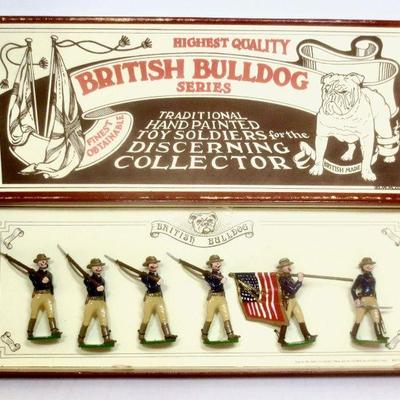 HIGHEST QUALITY
BRITISH BULLDOG
SERIES
FINEST
OBTAINABLE
TRADITIONAL
HAND PAINTED
TOY SOLDIERS for the
DISCERNING
COLLECTOR
BRITISH MADE
BRITISH BULLDOG